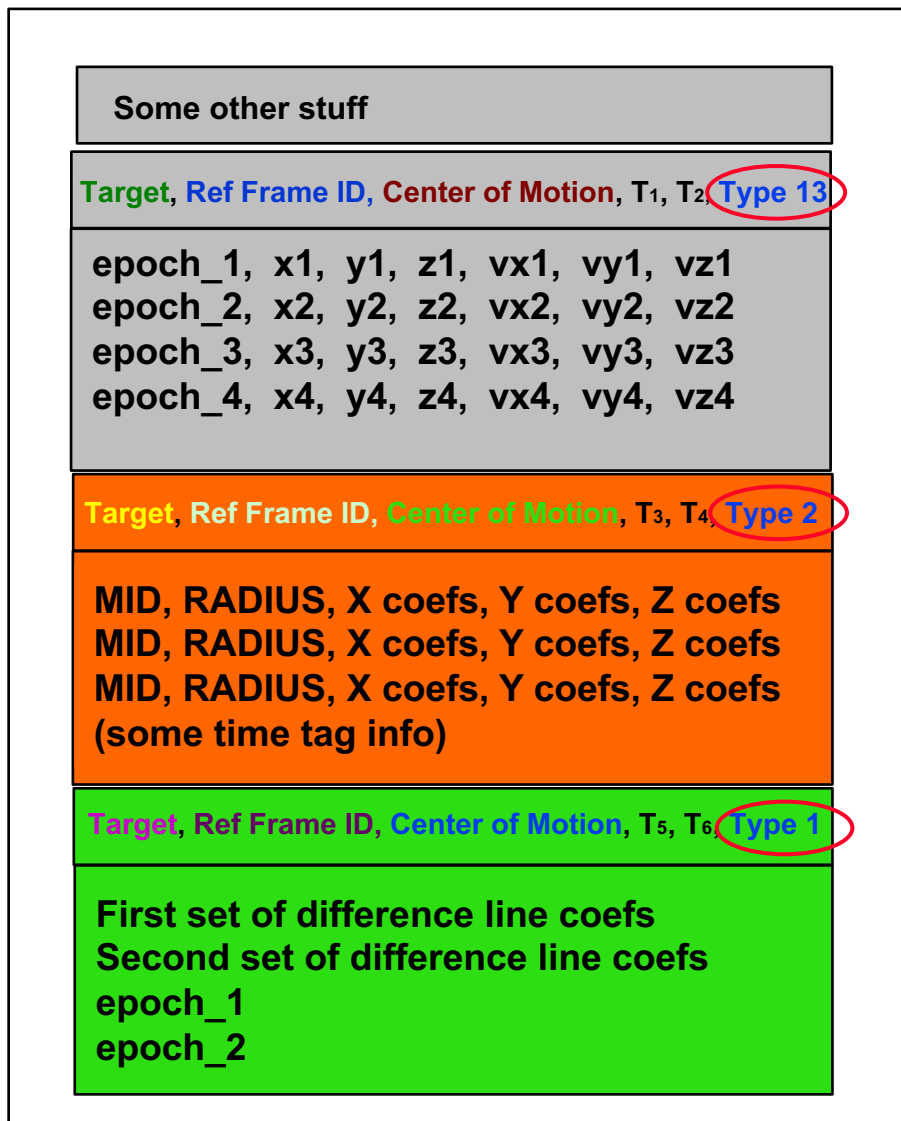 Some other stuff
Target, Ref Frame ID, Center of Motion, T1, T2, Type 13
epoch_1, x1, y1, z1, vx1, vy1, vz1
epoch_2, x2, y2, z2, vx2, vy2, vz2
epoch_3, x3, y3, z3, vx3, vy3, vz3
epoch_4, x4, y4, z4, vx4, vy4, vz4
Target, Ref Frame ID, Center of Motion, T3, T4, Type 2
MID, RADIUS, X coefs, Y coefs, Z coefs
MID, RADIUS, X coefs, Y coefs, Z coefs
MID, RADIUS, X coefs, Y coefs, Z coefs
(some time tag info)
Target, Ref Frame ID, Center of Motion, T5, T6, Type 1
First set of difference line coefs
Second set of difference line coefs
epoch_1
epoch_2